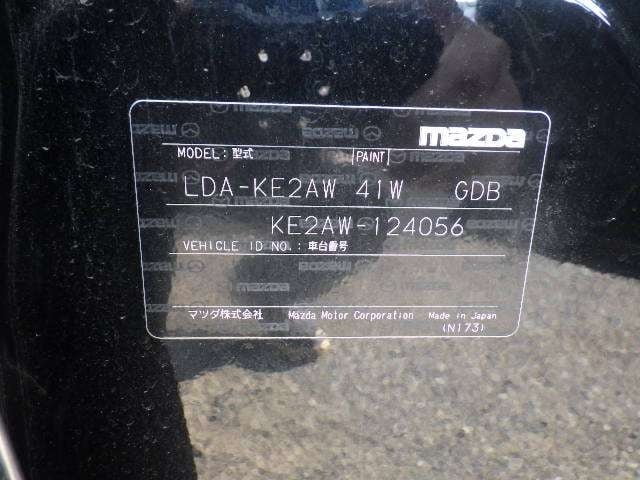 mazda
MODEL: 型式 PAINT
LDA-KE2AW 41W GDB
KE2AW-124056
VEHICLE ID NO.: 車台番号
マツダ株式会社 Mazda Motor Corporation Made in Japan
(N173)